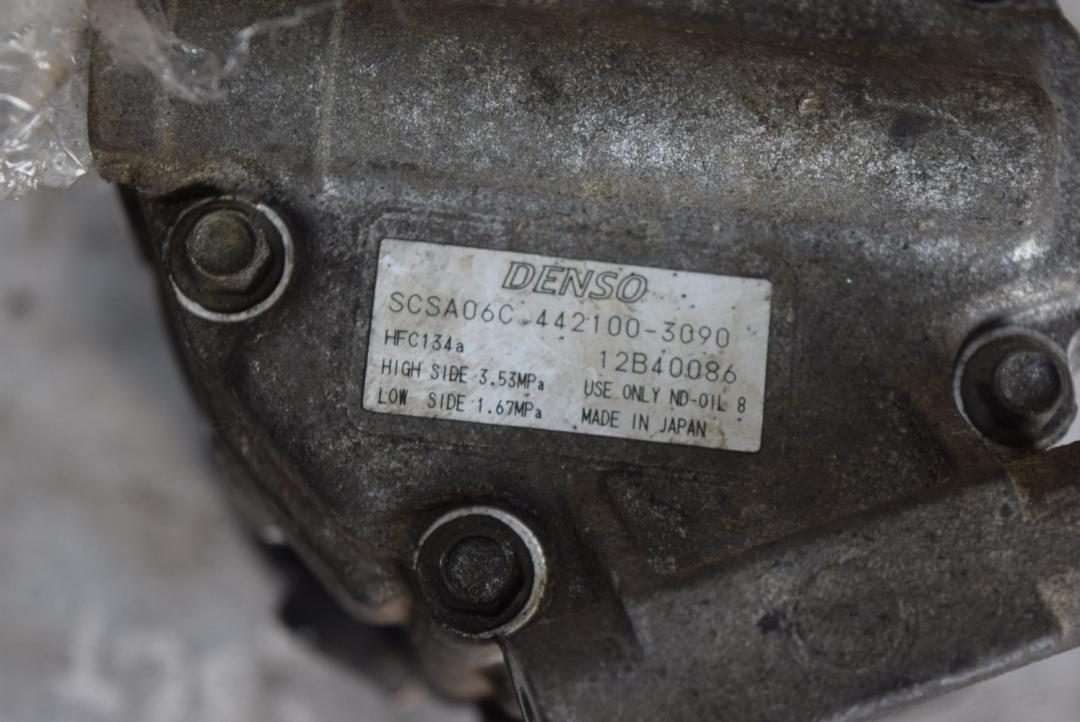 DENSO
SCSA06C 442100-3090
HFC134a 12B40086
HIGH SIDE 3.53MPa USE ONLY ND-OIL 8
LOW SIDE 1.67MPa MADE IN JAPAN